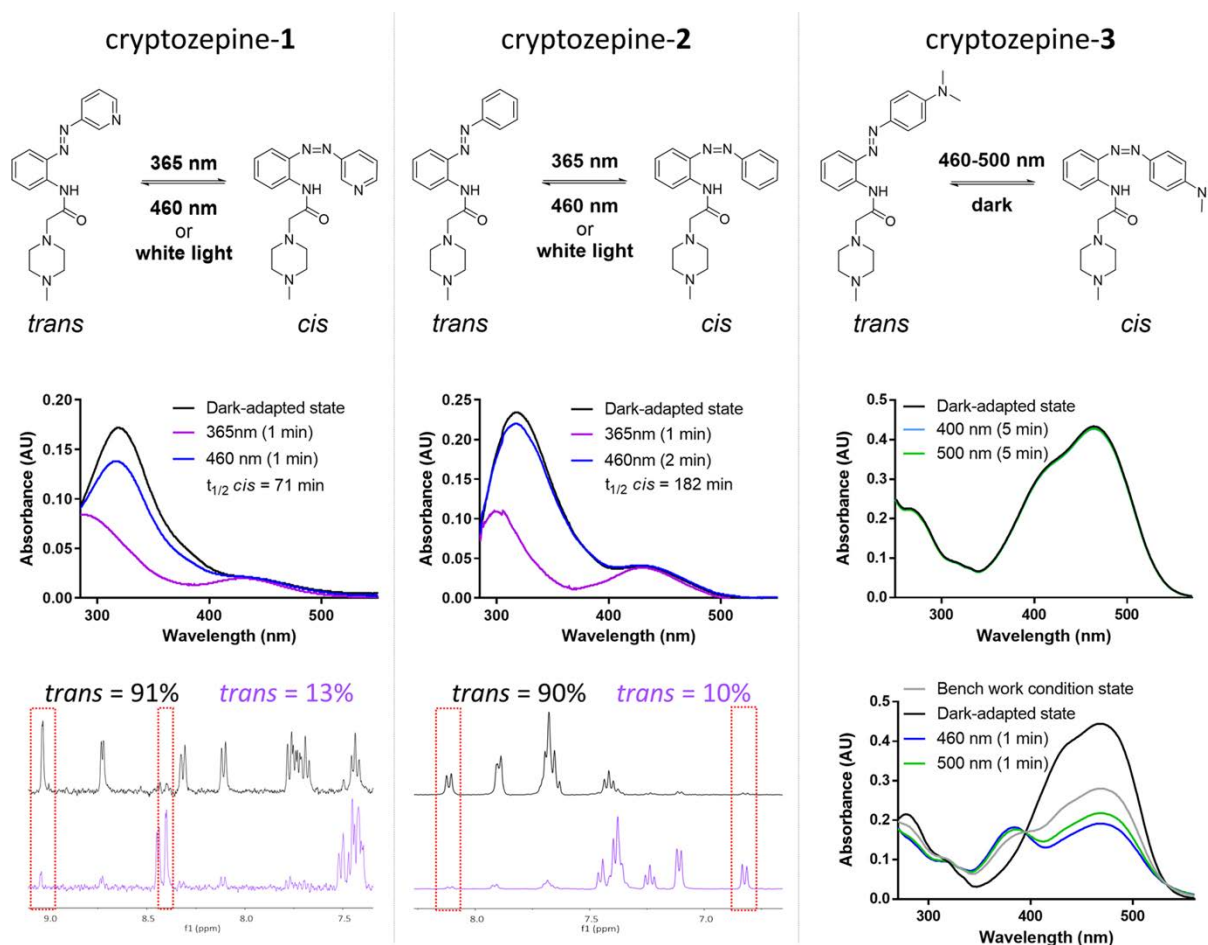 cryptozepine-1
N
N
N
NH
O
N
N
trans
365 nm
460 nm
or
white light
N=N
NH
N
O
N
N
cis
Absorbance (AU)
0.20
0.15
0.10
0.05
0.00
300
400
500
Wavelength (nm)
Dark-adapted state
365nm (1 min)
460 nm (1 min)
t1/2 cis = 71 min
trans = 91%
trans = 13%
9.0
8.5
8.0
7.5
f1 (ppm)
cryptozepine-2
N
N
NH
O
N
N
trans
365 nm
460 nm
or
white light
N=N
NH
O
N
N
cis
Absorbance (AU)
0.25
0.20
0.15
0.10
0.05
0.00
300
400
500
Wavelength (nm)
Dark-adapted state
365nm (1 min)
460nm (2 min)
t1/2 cis = 182 min
trans = 90%
trans = 10%
8.0
7.5
7.0
f1 (ppm)
cryptozepine-3
N
N
N
NH
O
N
N
trans
460-500 nm
dark
N=N
NH
N
O
N
N
cis
Absorbance (AU)
0.5
0.4
0.3
0.2
0.1
0.0
300
400
500
Wavelength (nm)
Dark-adapted state
400 nm (5 min)
500 nm (5 min)
Absorbance (AU)
0.5
0.4
0.3
0.2
0.1
0.0
300
400
500
Wavelength (nm)
Bench work condition state
Dark-adapted state
460 nm (1 min)
500 nm (1 min)